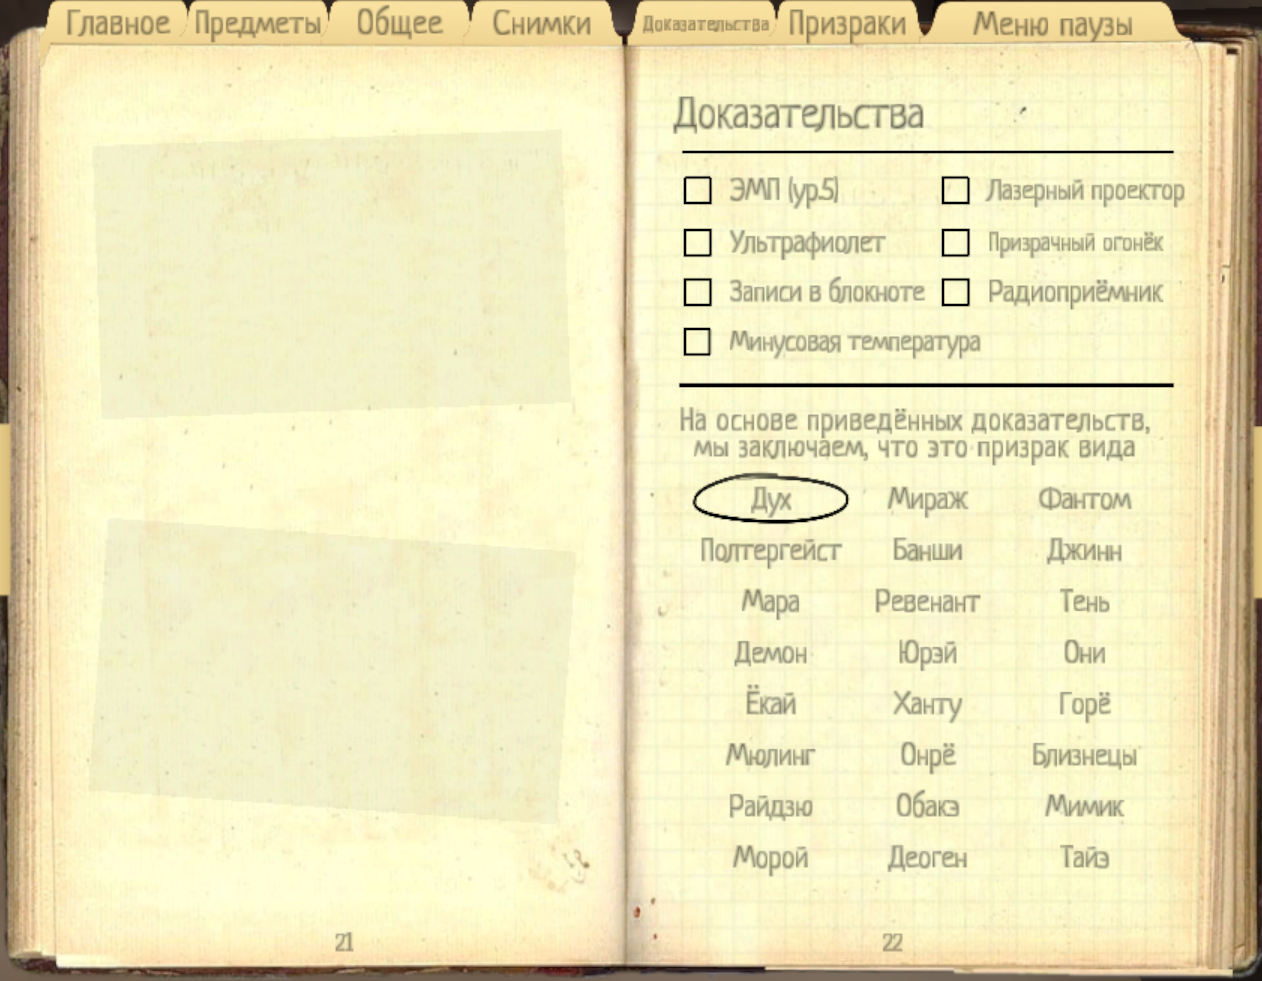 Главное Предметы Общее Снимки Доказательства Призраки Меню паузы
Доказательства
ЭМП (ур.5) Лазерный проектор
Ультрафиолет Призрачный огонёк
Записи в блокноте Радиоприёмник
Минусовая температура
На основе приведённых доказательств,
мы заключаем, что это призрак вида
Дух Мираж Фантом
Полтергейст Банши Джинн
Мара Ревенант Тень
Демон Юрэй Они
Ёкай Ханту Горё
Мюлинг Онрё Близнецы
Райдзю Обакэ Мимик
Морой Деоген Тайэ
21 22